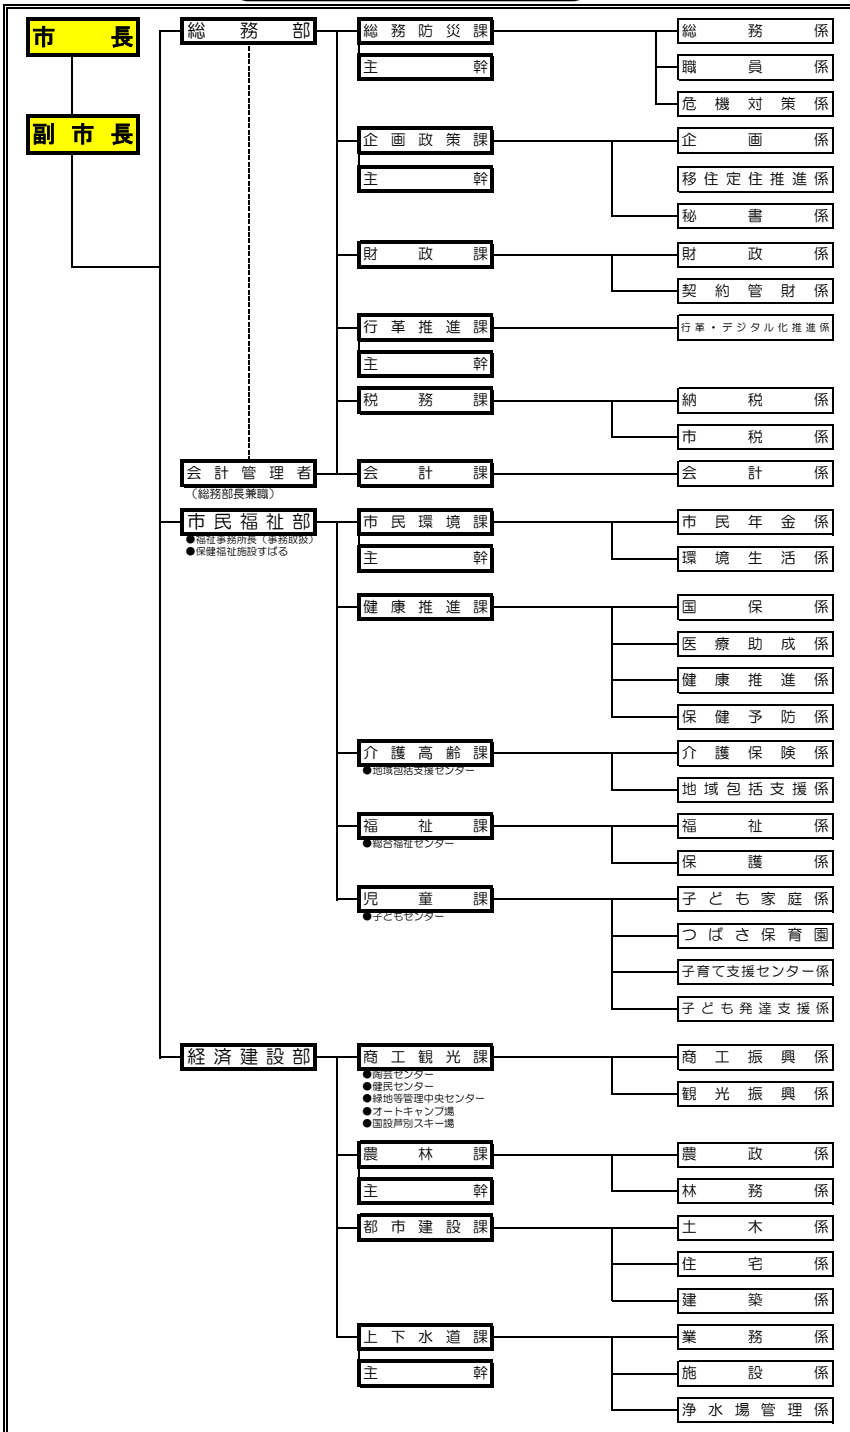 市長
副市長
総務部
総務防災課
総務係
主幹
職員係
危機対策係
企画政策課
企画係
主幹
移住定住推進係
秘書係
財政課
財政係
契約管財係
行革推進課
行革・デジタル化推進係
主幹
税務課
納税係
市税係
会計管理者
(総務部長兼職)
会計課
会計係
市民福祉部
●福祉事務所長(事務取扱)
●保健福祉施設すばる
市民環境課
市民年金係
主幹
環境生活係
健康推進課
国保係
医療助成係
健康推進係
保健予防係
介護高齢課
●地域包括支援センター
介護保険係
地域包括支援係
福祉課
●総合福祉センター
福祉係
保護係
児童課
●子どもセンター
子ども家庭係
つばさ保育園
子育て支援センター係
子ども発達支援係
経済建設部
商工観光課
●陶芸センター
●健民センター
●緑地等管理中央センター
●オートキャンプ場
●国設芦別スキー場
商工振興係
観光振興係
農林課
農政係
主幹
林務係
都市建設課
土木係
住宅係
建築係
上下水道課
業務係
主幹
施設係
浄水場管理係